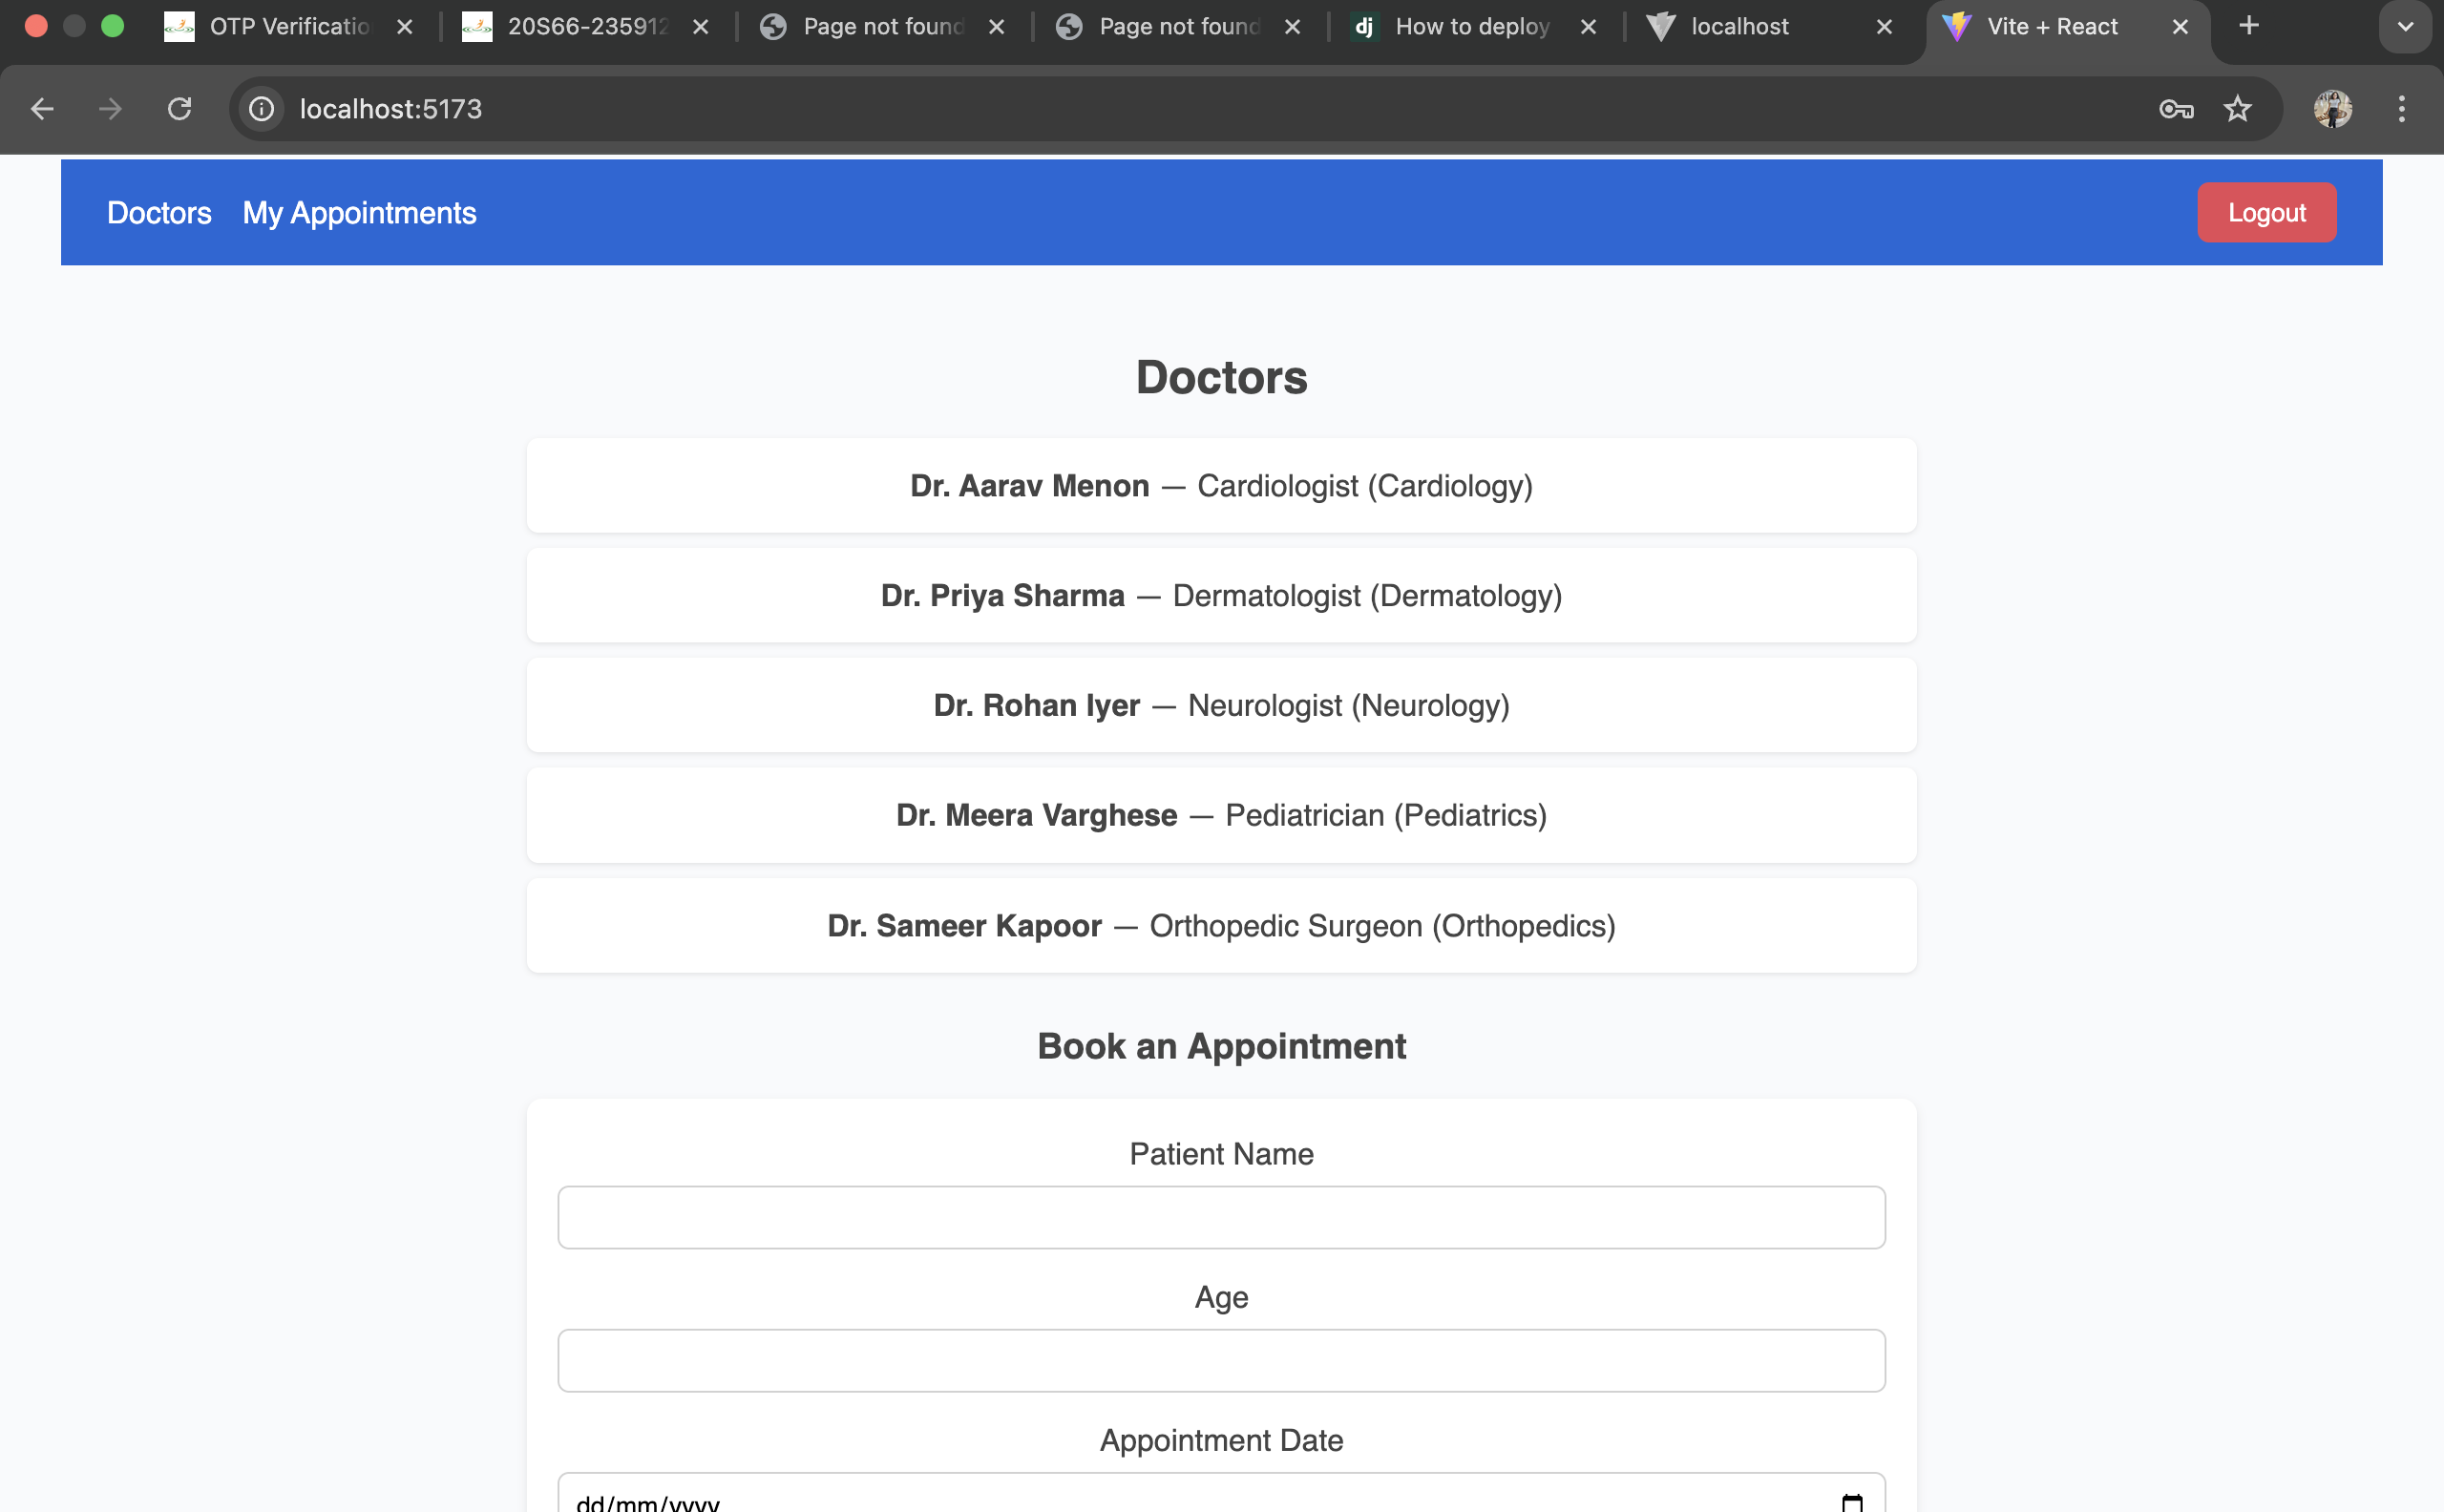 OTP Verificatio
20S66-235912
Page not found
Page not found
dj How to deploy
localhost
Vite + React
localhost:5173
Doctors My Appointments Logout
Doctors
Dr. Aarav Menon — Cardiologist (Cardiology)
Dr. Priya Sharma — Dermatologist (Dermatology)
Dr. Rohan Iyer — Neurologist (Neurology)
Dr. Meera Varghese — Pediatrician (Pediatrics)
Dr. Sameer Kapoor — Orthopedic Surgeon (Orthopedics)
Book an Appointment
Patient Name
Age
Appointment Date
dd/mm/yyyy